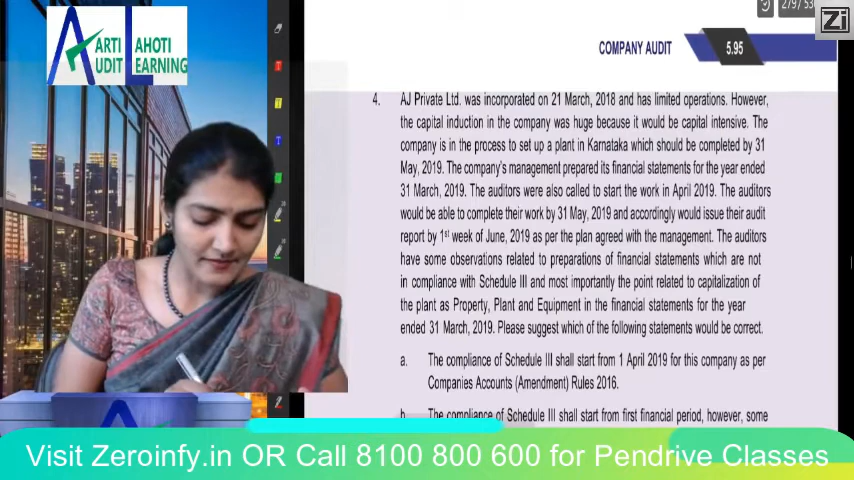 ARTI LAHOTI
AUDIT LEARNING
279 / 53
Zi
COMPANY AUDIT 5.95
4. AJ Private Ltd. was incorporated on 21 March, 2018 and has limited operations. However,
the capital induction in the company was huge because it would be capital intensive. The
company is in the process to set up a plant in Karnataka which should be completed by 31
May, 2019. The company's management prepared its financial statements for the year ended
31 March, 2019. The auditors were also called to start the work in April 2019. The auditors
would be able to complete their work by 31 May, 2019 and accordingly would issue their audit
report by 1st week of June, 2019 as per the plan agreed with the management. The auditors
have some observations related to preparations of financial statements which are not
in compliance with Schedule III and most importantly the point related to capitalization of
the plant as Property, Plant and Equipment in the financial statements for the year
ended 31 March, 2019. Please suggest which of the following statements would be correct.
a. The compliance of Schedule III shall start from 1 April 2019 for this company as per
Companies Accounts (Amendment) Rules 2016.
b. The compliance of Schedule III shall start from first financial period, however, some
Visit Zeroinfy.in OR Call 8100 800 600 for Pendrive Classes